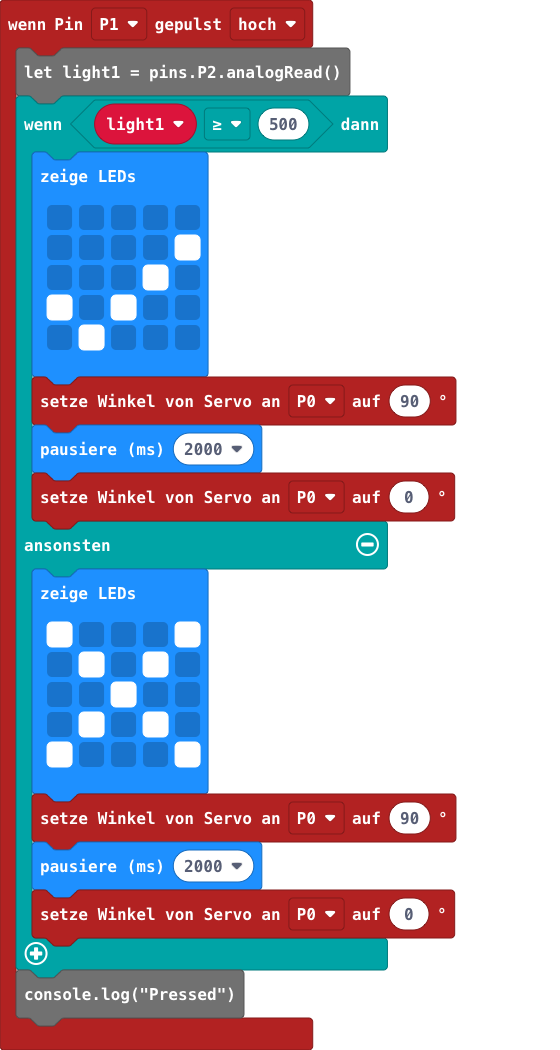 wenn Pin P1 gepulst hoch
let light1 = pins.P2.analogRead()
wenn light1 ≥ 500 dann
zeige LEDs
setze Winkel von Servo an P0 auf 90 °
pausiere (ms) 2000
setze Winkel von Servo an P0 auf 0 °
ansonsten
zeige LEDs
setze Winkel von Servo an P0 auf 90 °
pausiere (ms) 2000
setze Winkel von Servo an P0 auf 0 °
console.log("Pressed")